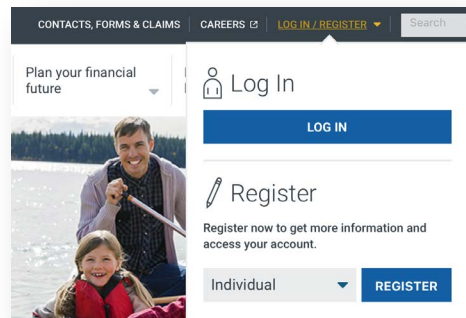 CONTACTS, FORMS & CLAIMS
CAREERS
LOG IN / REGISTER
Search
Plan your financial
future
Log In
LOG IN
Register
Register now to get more information and
access your account.
Individual
REGISTER